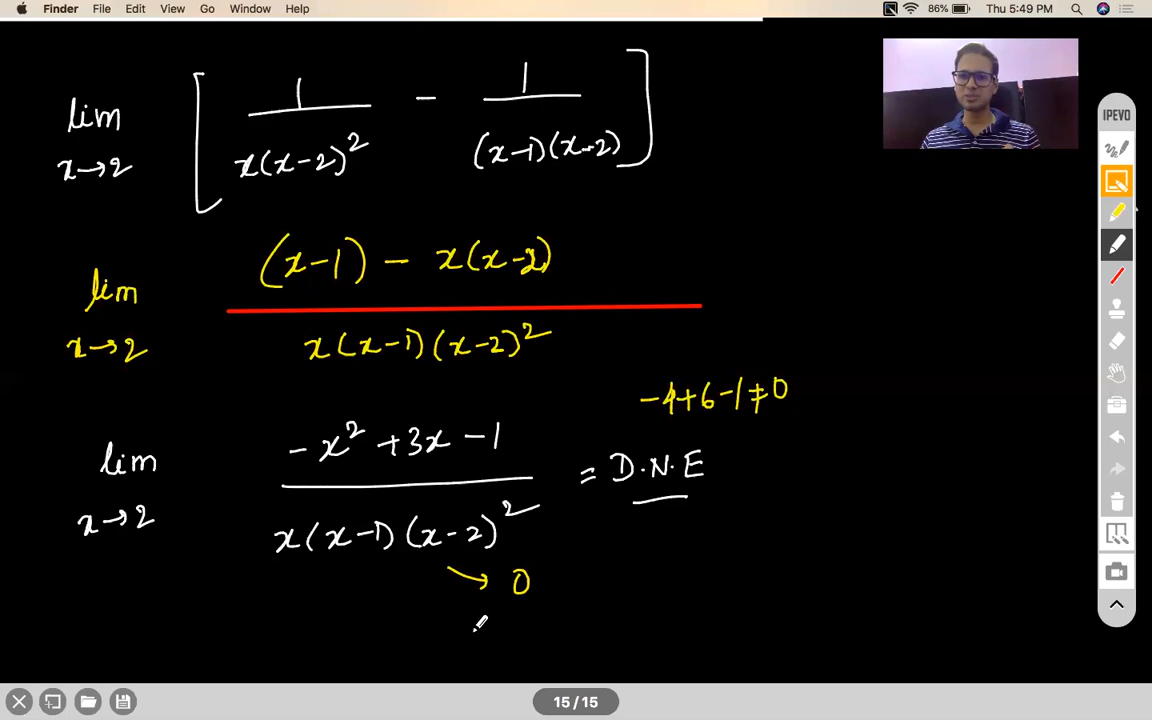 Finder File Edit View Go Window Help 86% Thu 5:49 PM
IPEVO
lim x→2 [ 1 / x(x-2)² - 1 / (x-1)(x-2) ]
lim x→2 (x-1) - x(x-2) / x(x-1)(x-2)²
-4+6-1≠0
lim x→2 -x²+3x-1 / x(x-1)(x-2)² = D.N.E
→ 0
15/15